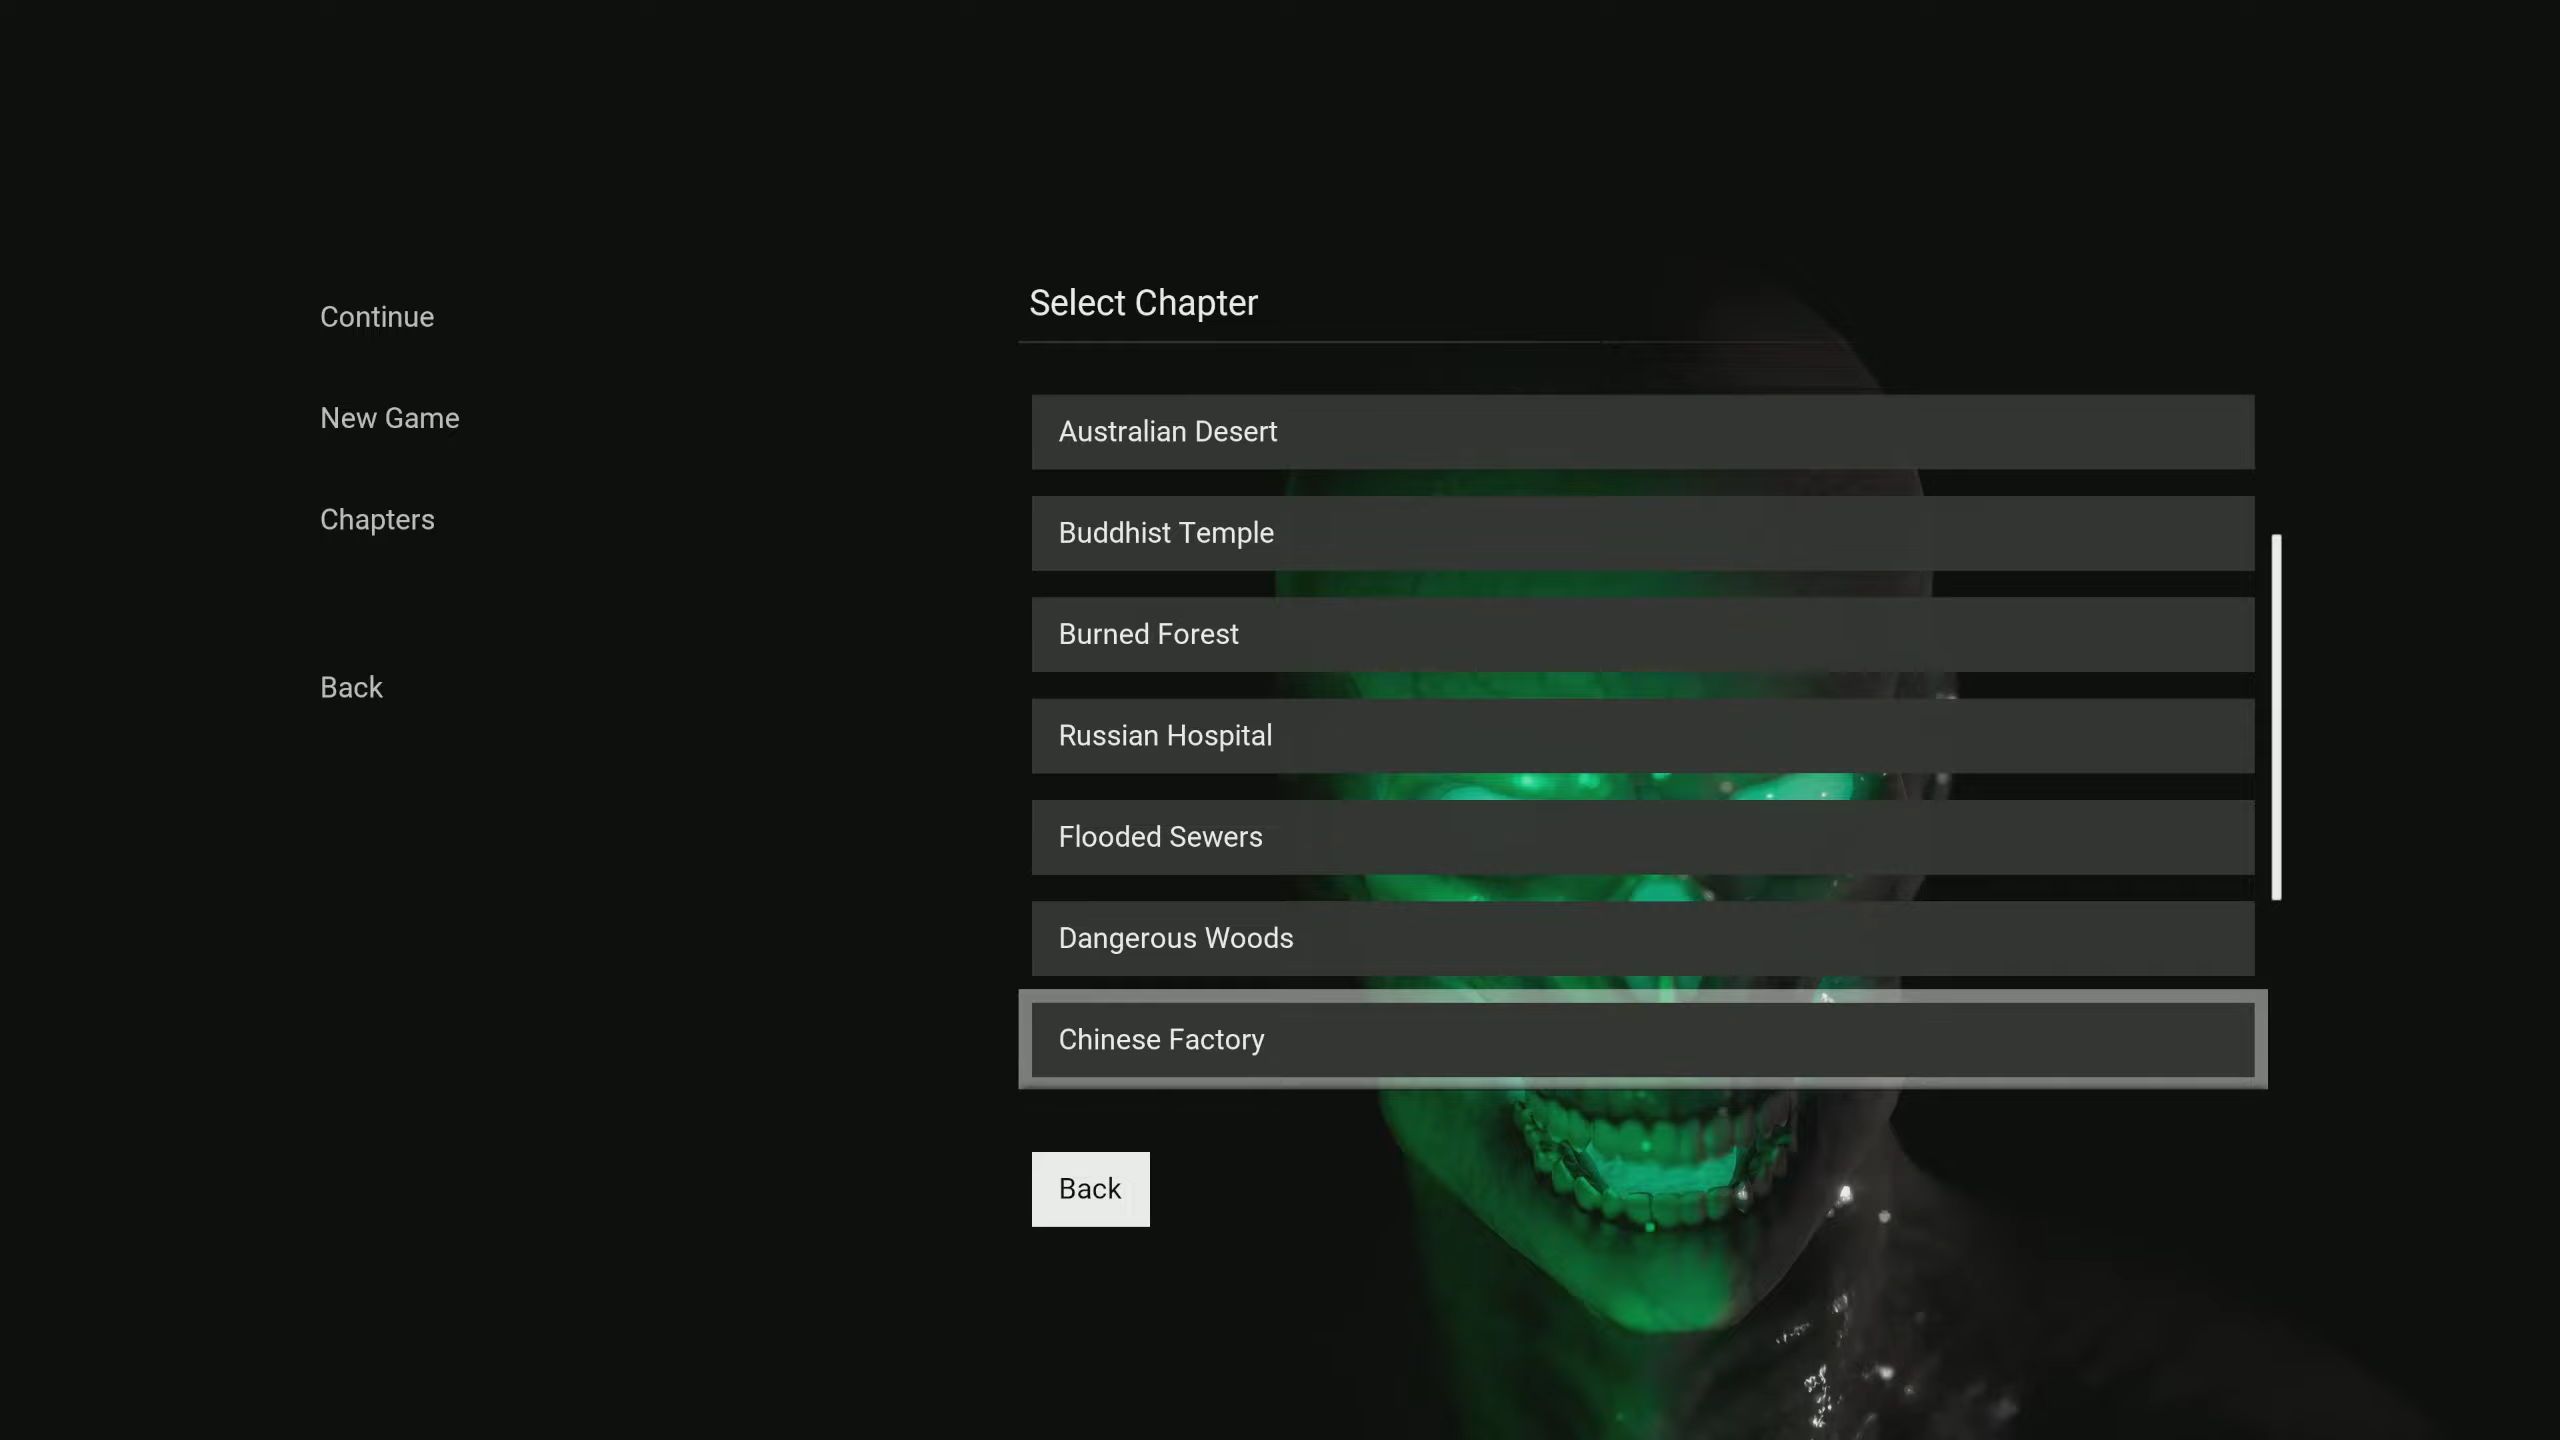 Continue
New Game
Chapters
Back
Select Chapter
Australian Desert
Buddhist Temple
Burned Forest
Russian Hospital
Flooded Sewers
Dangerous Woods
Chinese Factory
Back